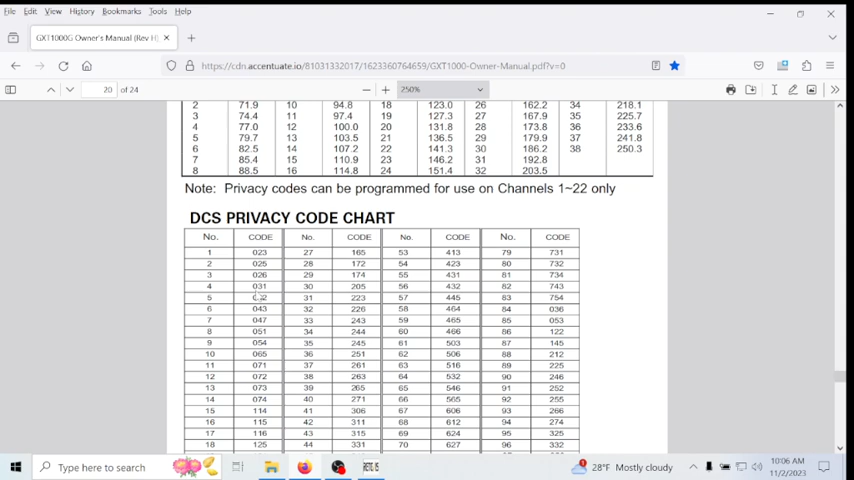 File Edit View History Bookmarks Tools Help
GXT1000G Owner's Manual (Rev H)
https://cdn.accentuate.io/81031332017/1623360764659/GXT1000-Owner-Manual.pdf?v=0
20 of 24 250%
2 71.9 10 94.8 18 123.0 26 162.2 34 218.1
3 74.4 11 97.4 19 127.3 27 167.9 35 225.7
4 77.0 12 100.0 20 131.8 28 173.8 36 233.6
5 79.7 13 103.5 21 136.5 29 179.9 37 241.8
6 82.5 14 107.2 22 141.3 30 186.2 38 250.3
7 85.4 15 110.9 23 146.2 31 192.8
8 88.5 16 114.8 24 151.4 32 203.5
Note: Privacy codes can be programmed for use on Channels 1~22 only
DCS PRIVACY CODE CHART
No. CODE No. CODE No. CODE No. CODE
1 023 27 165 53 413 79 731
2 025 28 172 54 423 80 732
3 026 29 174 55 431 81 734
4 031 30 205 56 432 82 743
5 31 223 57 445 83 754
6 043 32 226 58 464 84 036
7 047 33 243 59 465 85 053
8 051 34 244 60 466 86 122
9 054 35 245 61 503 87 145
10 065 36 251 62 506 88 212
11 071 37 261 63 516 89 225
12 072 38 263 64 532 90 246
13 073 39 265 65 546 91 252
14 074 40 271 66 565 92 255
15 114 41 306 67 606 93 266
16 115 42 311 68 612 94 274
17 116 43 315 69 624 95 325
18 125 44 331 70 627 96 332
Type here to search
28°F Mostly cloudy
10:06 AM
11/2/2023